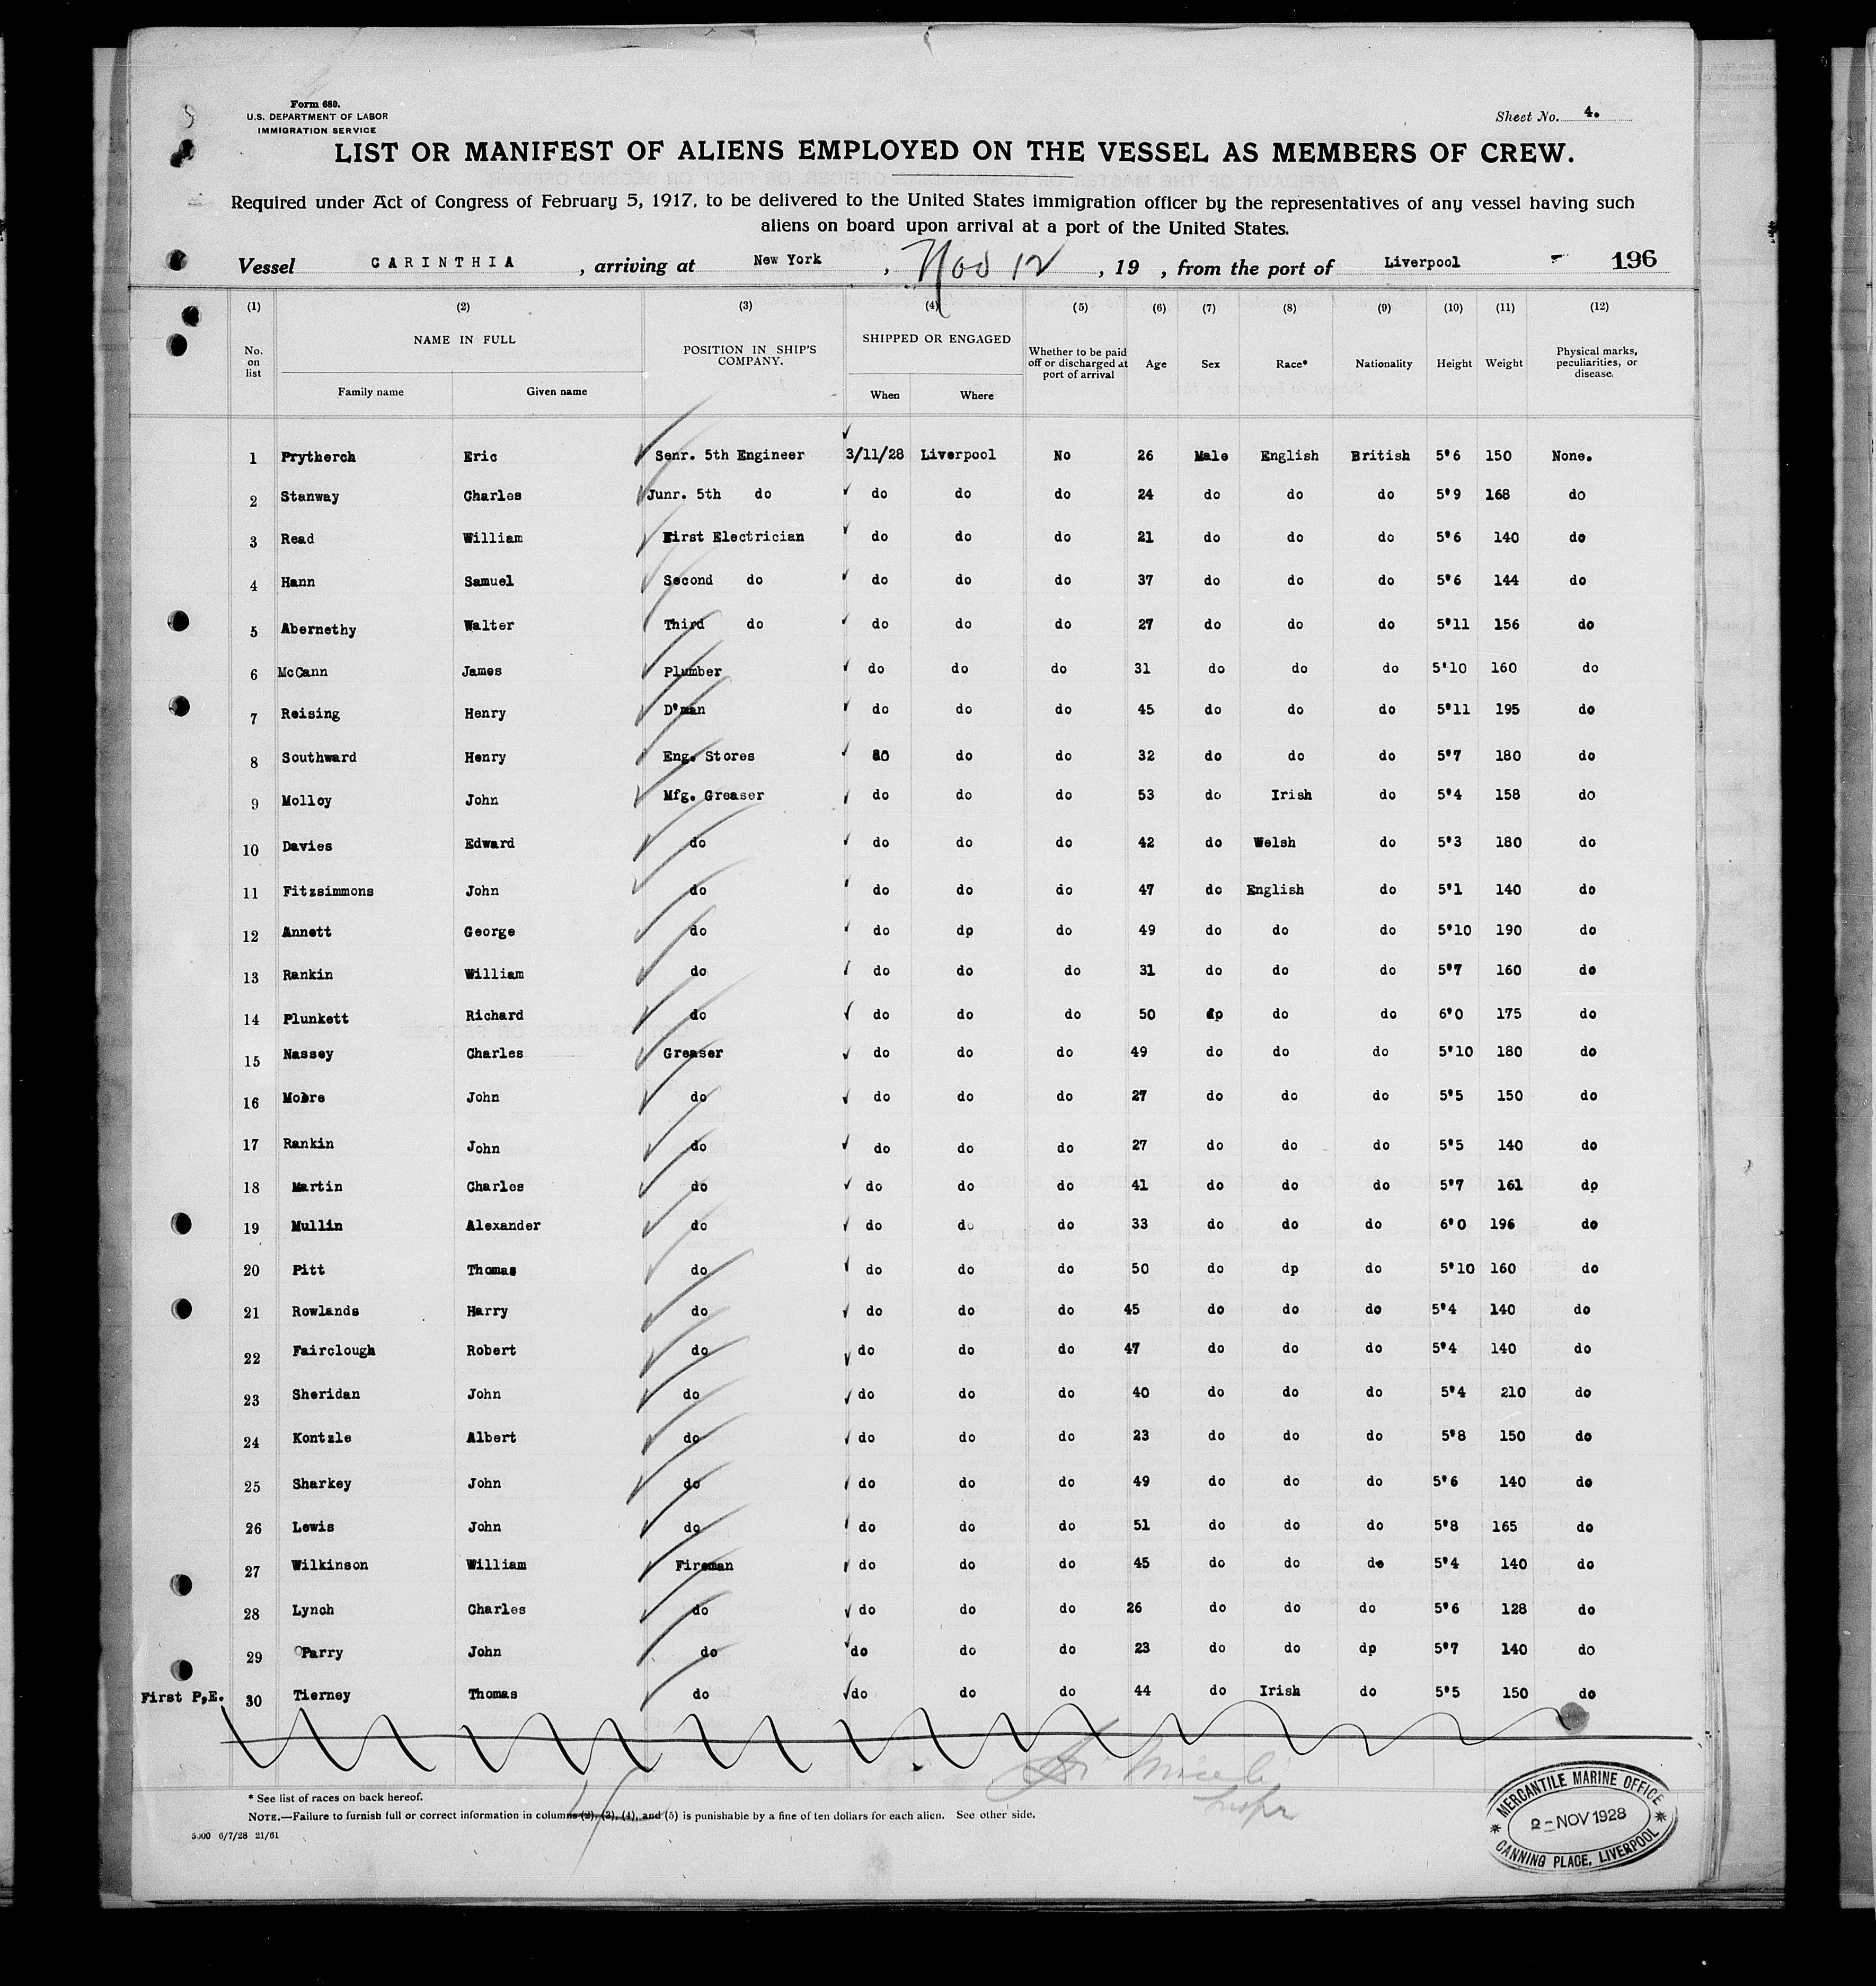 Form 680.
U.S. DEPARTMENT OF LABOR
IMMIGRATION SERVICE
Sheet No. 4.
LIST OR MANIFEST OF ALIENS EMPLOYED ON THE VESSEL AS MEMBERS OF CREW.
Required under Act of Congress of February 5, 1917, to be delivered to the United States immigration officer by the representatives of any vessel having such
aliens on board upon arrival at a port of the United States.
Vessel CARINTHIA , arriving at New York , Nov 12 , 19 , from the port of Liverpool - 196
(1) (2) (3) (4) (5) (6) (7) (8) (9) (10) (11) (12)
No. on list NAME IN FULL Family name Given name POSITION IN SHIP'S COMPANY. SHIPPED OR ENGAGED When Where Whether to be paid off or discharged at port of arrival Age Sex Race* Nationality Height Weight Physical marks, peculiarities, or disease.
1 Prytherch Eric Senr. 5th Engineer 3/11/28 Liverpool No 26 Male English British 5'6 150 None.
2 Stanway Charles Junr. 5th do do do do 24 do do do 5'9 168 do
3 Read William First Electrician do do do 21 do do do 5'6 140 do
4 Hann Samuel Second do do do do 37 do do do 5'6 144 do
5 Abernethy Walter Third do do do do 27 do do do 5'11 156 do
6 McCann James Plumber do do do 31 do do do 5'10 160 do
7 Reising Henry D'man do do do 45 do do do 5'11 195 do
8 Southward Henry Eng. Stores do do do 32 do do do 5'7 180 do
9 Molloy John Mfg. Greaser do do do 53 do Irish do 5'4 158 do
10 Davies Edward do do do do 42 do Welsh do 5'3 180 do
11 Fitzsimmons John do do do do 47 do English do 5'1 140 do
12 Annett George do do dp do 49 do do do 5'10 190 do
13 Rankin William do do do do 31 do do do 5'7 160 do
14 Plunkett Richard do do do do 50 dp do do 6'0 175 do
15 Nassey Charles Greaser do do do 49 do do do 5'10 180 do
16 Moore John do do do do 27 do do do 5'5 150 do
17 Rankin John do do do do 27 do do do 5'5 140 do
18 Martin Charles do do do do 41 do do do 5'7 161 dp
19 Mullin Alexander do do do do 33 do do do 6'0 196 do
20 Pitt Thomas do do do do 50 do dp do 5'10 160 do
21 Rowlands Harry do do do do 45 do do do 5'4 140 do
22 Fairclough Robert do do do do 47 do do do 5'4 140 do
23 Sheridan John do do do do 40 do do do 5'4 210 do
24 Kontzle Albert do do do do 23 do do do 5'8 150 do
25 Sharkey John do do do do 49 do do do 5'6 140 do
26 Lewis John do do do do 51 do do do 5'8 165 do
27 Wilkinson William Fireman do do do 45 do do do 5'4 140 do
28 Lynch Charles do do do do 26 do do do 5'6 128 do
29 Parry John do do do do 23 do do dp 5'7 140 do
First P,E. 30 Tierney Thomas do do do do 44 do Irish do 5'5 150 do
* See list of races on back hereof.
NOTE.—Failure to furnish full or correct information in columns (2), (3), (4), and (5) is punishable by a fine of ten dollars for each alien. See other side.
5000 6/7/28 21/61
MERCANTILE MARINE OFFICE
2-NOV 1928
CANNING PLACE, LIVERPOOL